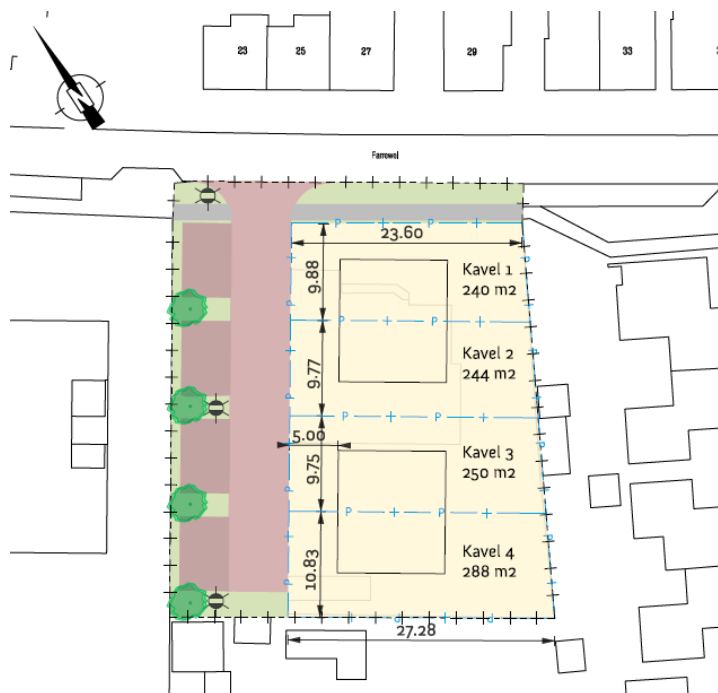 23
25
27
29
33
Farrewol
P
P
23.60
9.88
Kavel 1
240 m2
P
P
P
P
Kavel 2
244 m2
9.77
P
P
5.00
Kavel 3
250 m2
9.75
P
P
P
P
Kavel 4
288 m2
10.83
P
P
P
27.28